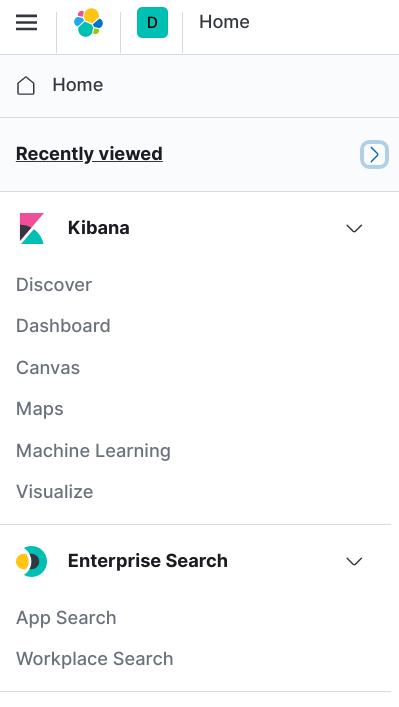 D
Home
Home
Recently viewed
Kibana
Discover
Dashboard
Canvas
Maps
Machine Learning
Visualize
Enterprise Search
App Search
Workplace Search